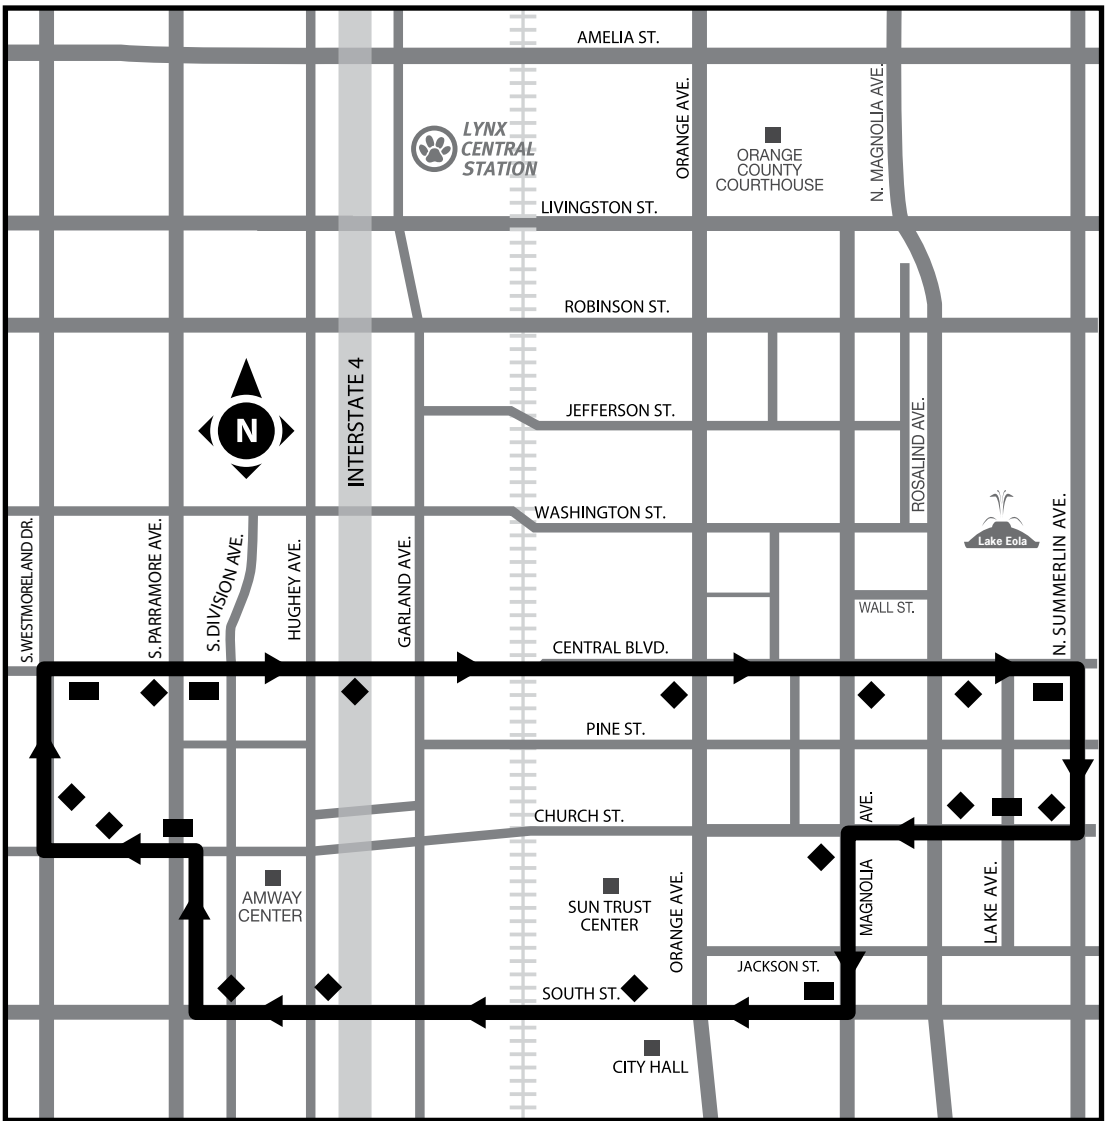 AMELIA ST.
ORANGE AVE.
N. MAGNOLIA AVE.
LYNX
CENTRAL
STATION
ORANGE
COUNTY
COURTHOUSE
LIVINGSTON ST.
ROBINSON ST.
INTERSTATE 4
N
JEFFERSON ST.
ROSALIND AVE.
WASHINGTON ST.
Lake Eola
S.WESTMORELAND DR.
S.PARRAMORE AVE.
S.DIVISION AVE.
HUGHEY AVE.
GARLAND AVE.
N. SUMMERLIN AVE.
WALL ST.
CENTRAL BLVD.
PINE ST.
CHURCH ST.
MAGNOLIA AVE.
AMWAY
CENTER
SUN TRUST
CENTER
ORANGE AVE.
LAKE AVE.
JACKSON ST.
SOUTH ST.
CITY HALL